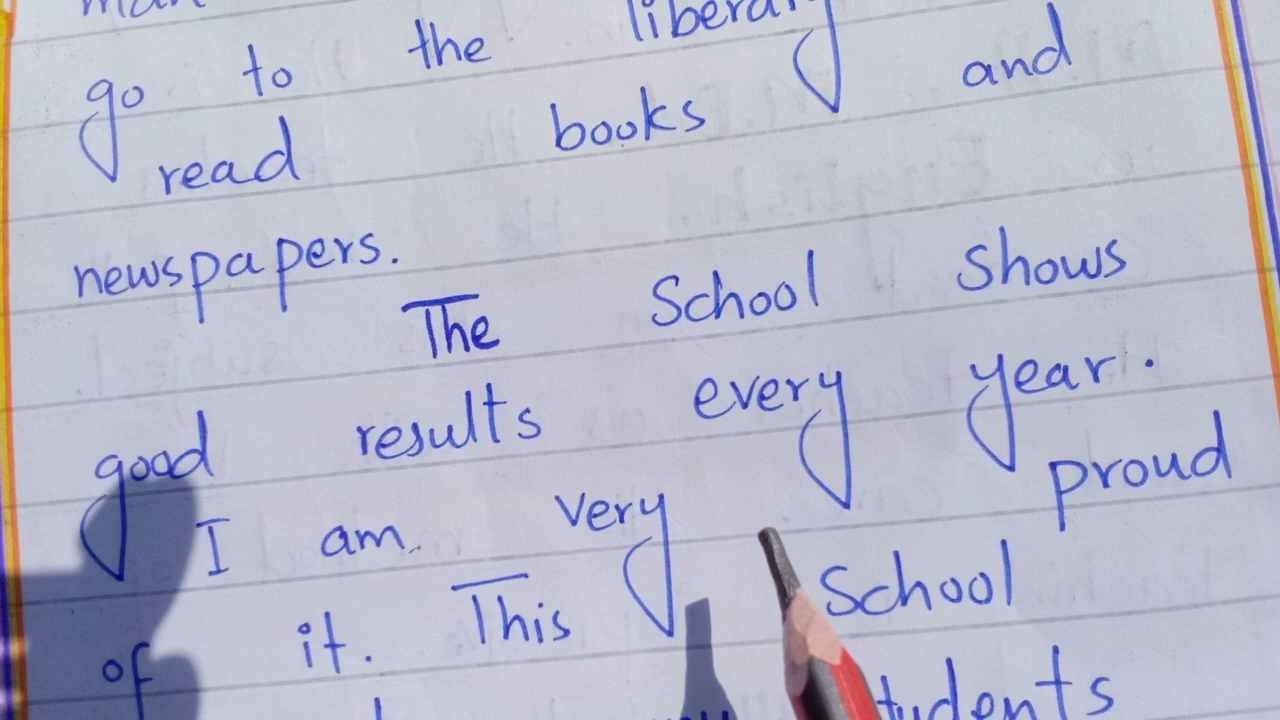 go to the liberary
read books and
newspapers.
The School Shows
good results every year.
I am very proud
of it. This School